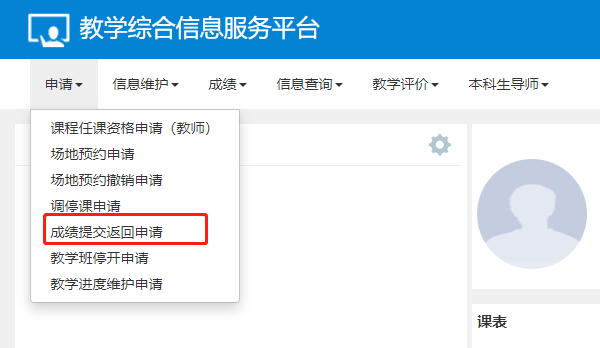 教学综合信息服务平台
申请 信息维护 成绩 信息查询 教学评价 本科生导师
课程任课资格申请（教师）
场地预约申请
场地预约撤销申请
调停课申请
成绩提交返回申请
教学班停开申请
教学进度维护申请
课表